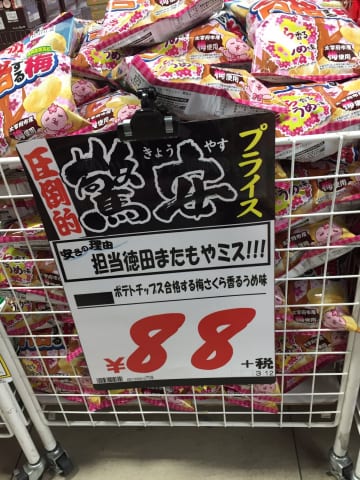 圧倒的
驚安
きょう やす
プライス
安さの理由
担当徳田またもやミス!!!
ポテトチップス合格する梅さくら香るうめ味
¥88
+税
3.12